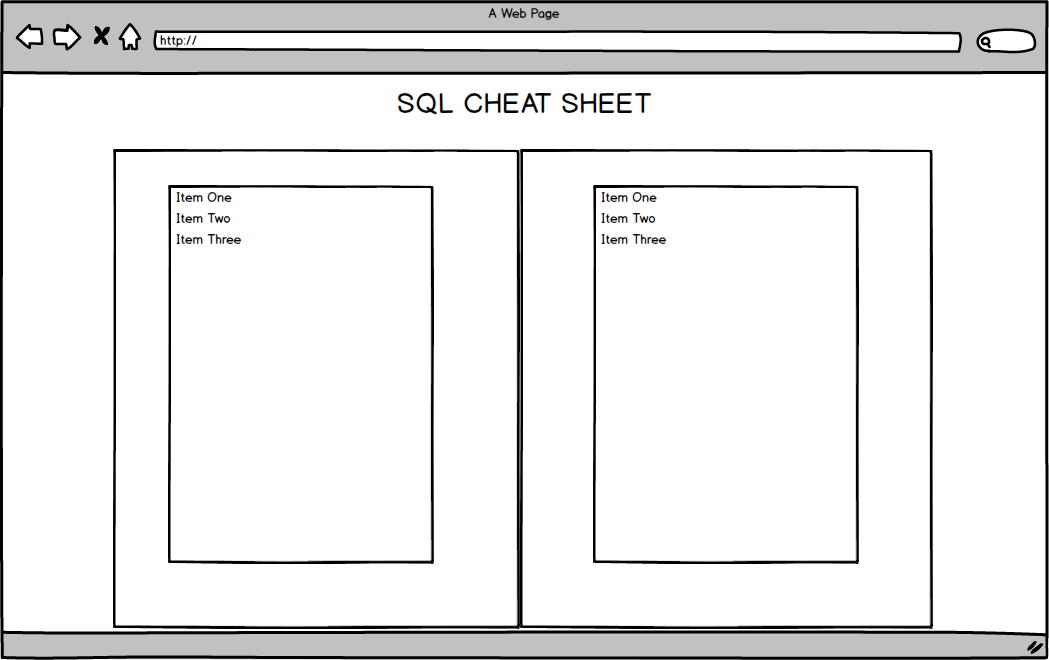 A Web Page
http://
SQL CHEAT SHEET
Item One
Item Two
Item Three
Item One
Item Two
Item Three